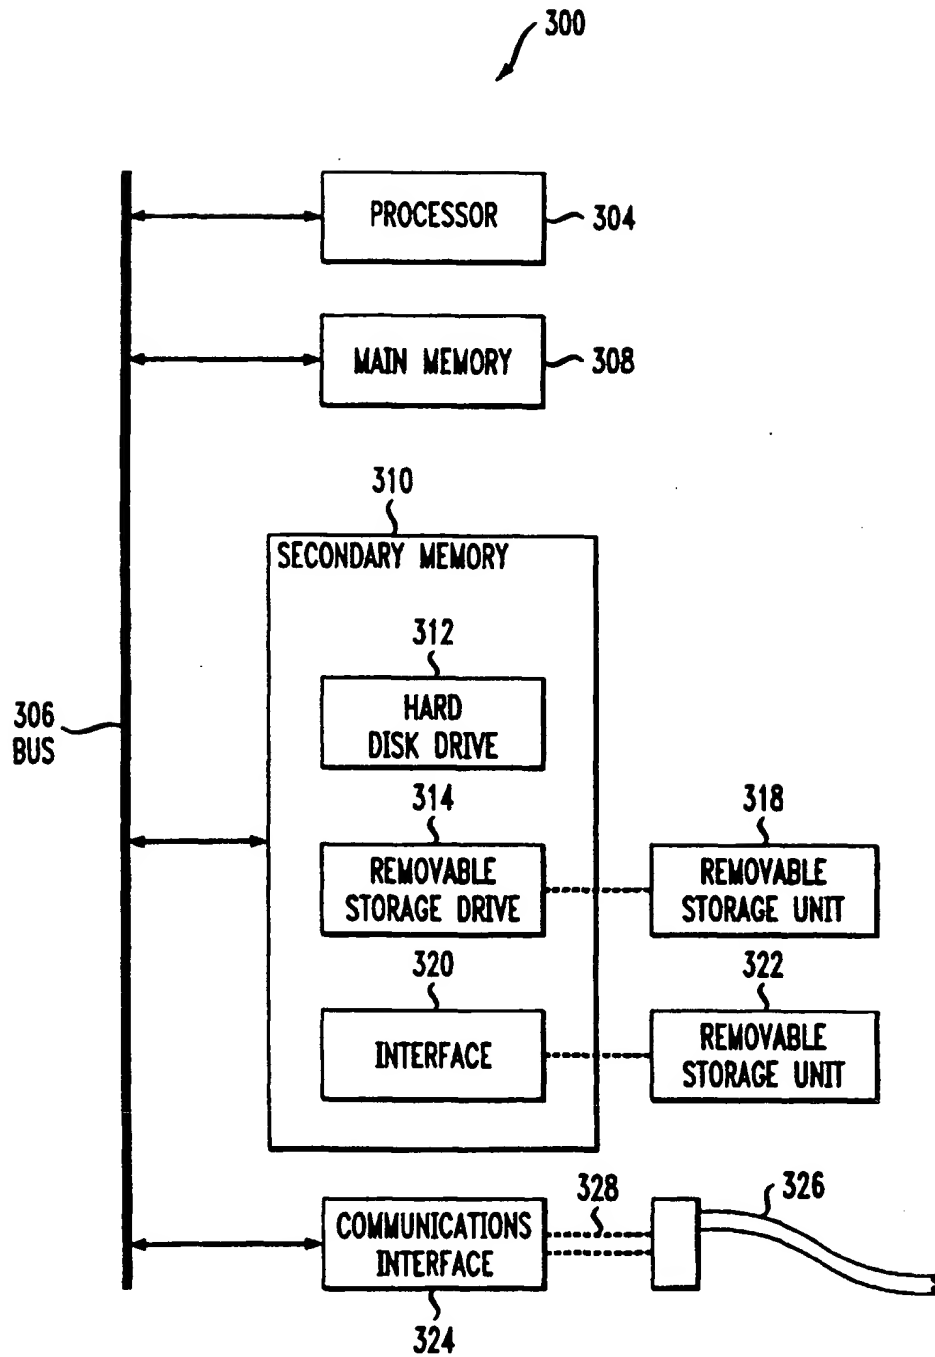 300
PROCESSOR
304
MAIN MEMORY
308
310
SECONDARY MEMORY
312
HARD
DISK DRIVE
306
BUS
314
REMOVABLE
STORAGE DRIVE
318
REMOVABLE
STORAGE UNIT
320
INTERFACE
322
REMOVABLE
STORAGE UNIT
COMMUNICATIONS
INTERFACE
328
326
324